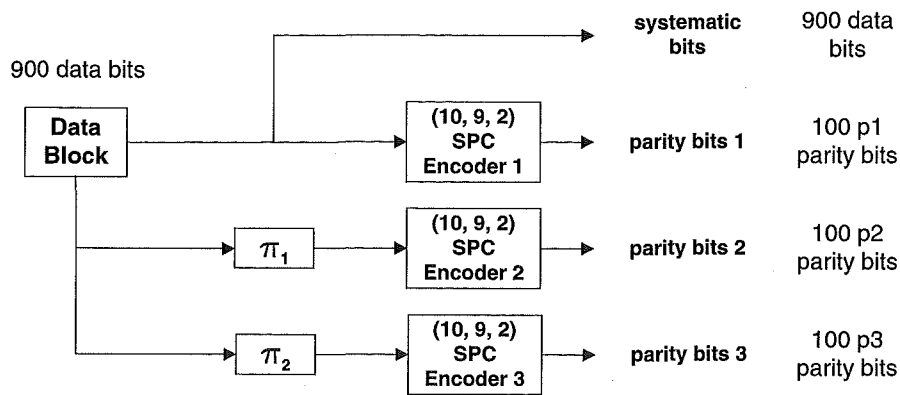 systematic
bits
900 data
bits
900 data bits
Data
Block
(10, 9, 2)
SPC
Encoder 1
parity bits 1
100 p1
parity bits
π₁
(10, 9, 2)
SPC
Encoder 2
parity bits 2
100 p2
parity bits
π₂
(10, 9, 2)
SPC
Encoder 3
parity bits 3
100 p3
parity bits